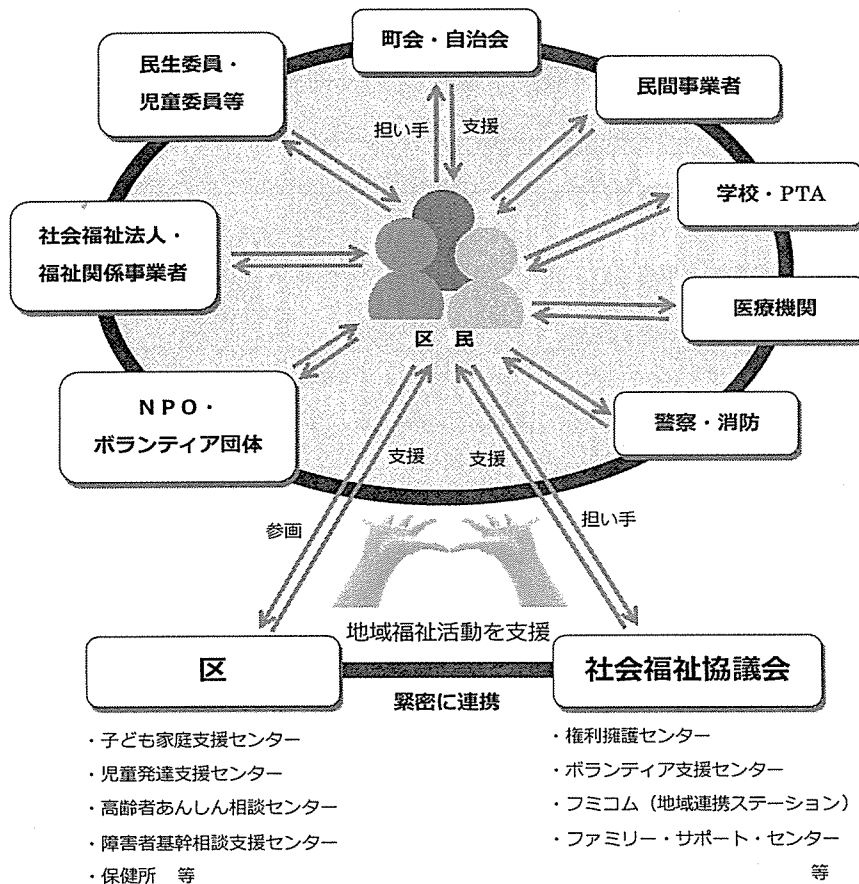 町会・自治会
民生委員・
児童委員等
民間事業者
担い手
支援
学校・PTA
社会福祉法人・
福祉関係事業者
医療機関
区 民
NPO・
ボランティア団体
警察・消防
支援
支援
参画
担い手
地域福祉活動を支援
区
社会福祉協議会
緊密に連携
・子ども家庭支援センター
・児童発達支援センター
・高齢者あんしん相談センター
・障害者基幹相談支援センター
・保健所 等
・権利擁護センター
・ボランティア支援センター
・フミコム（地域連携ステーション）
・ファミリー・サポート・センター
等